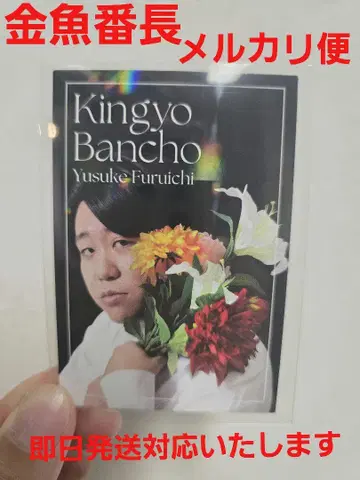 金魚番長
メルカリ便
Kingyo
Bancho
Yusuke Furuichi
即日発送対応いたします